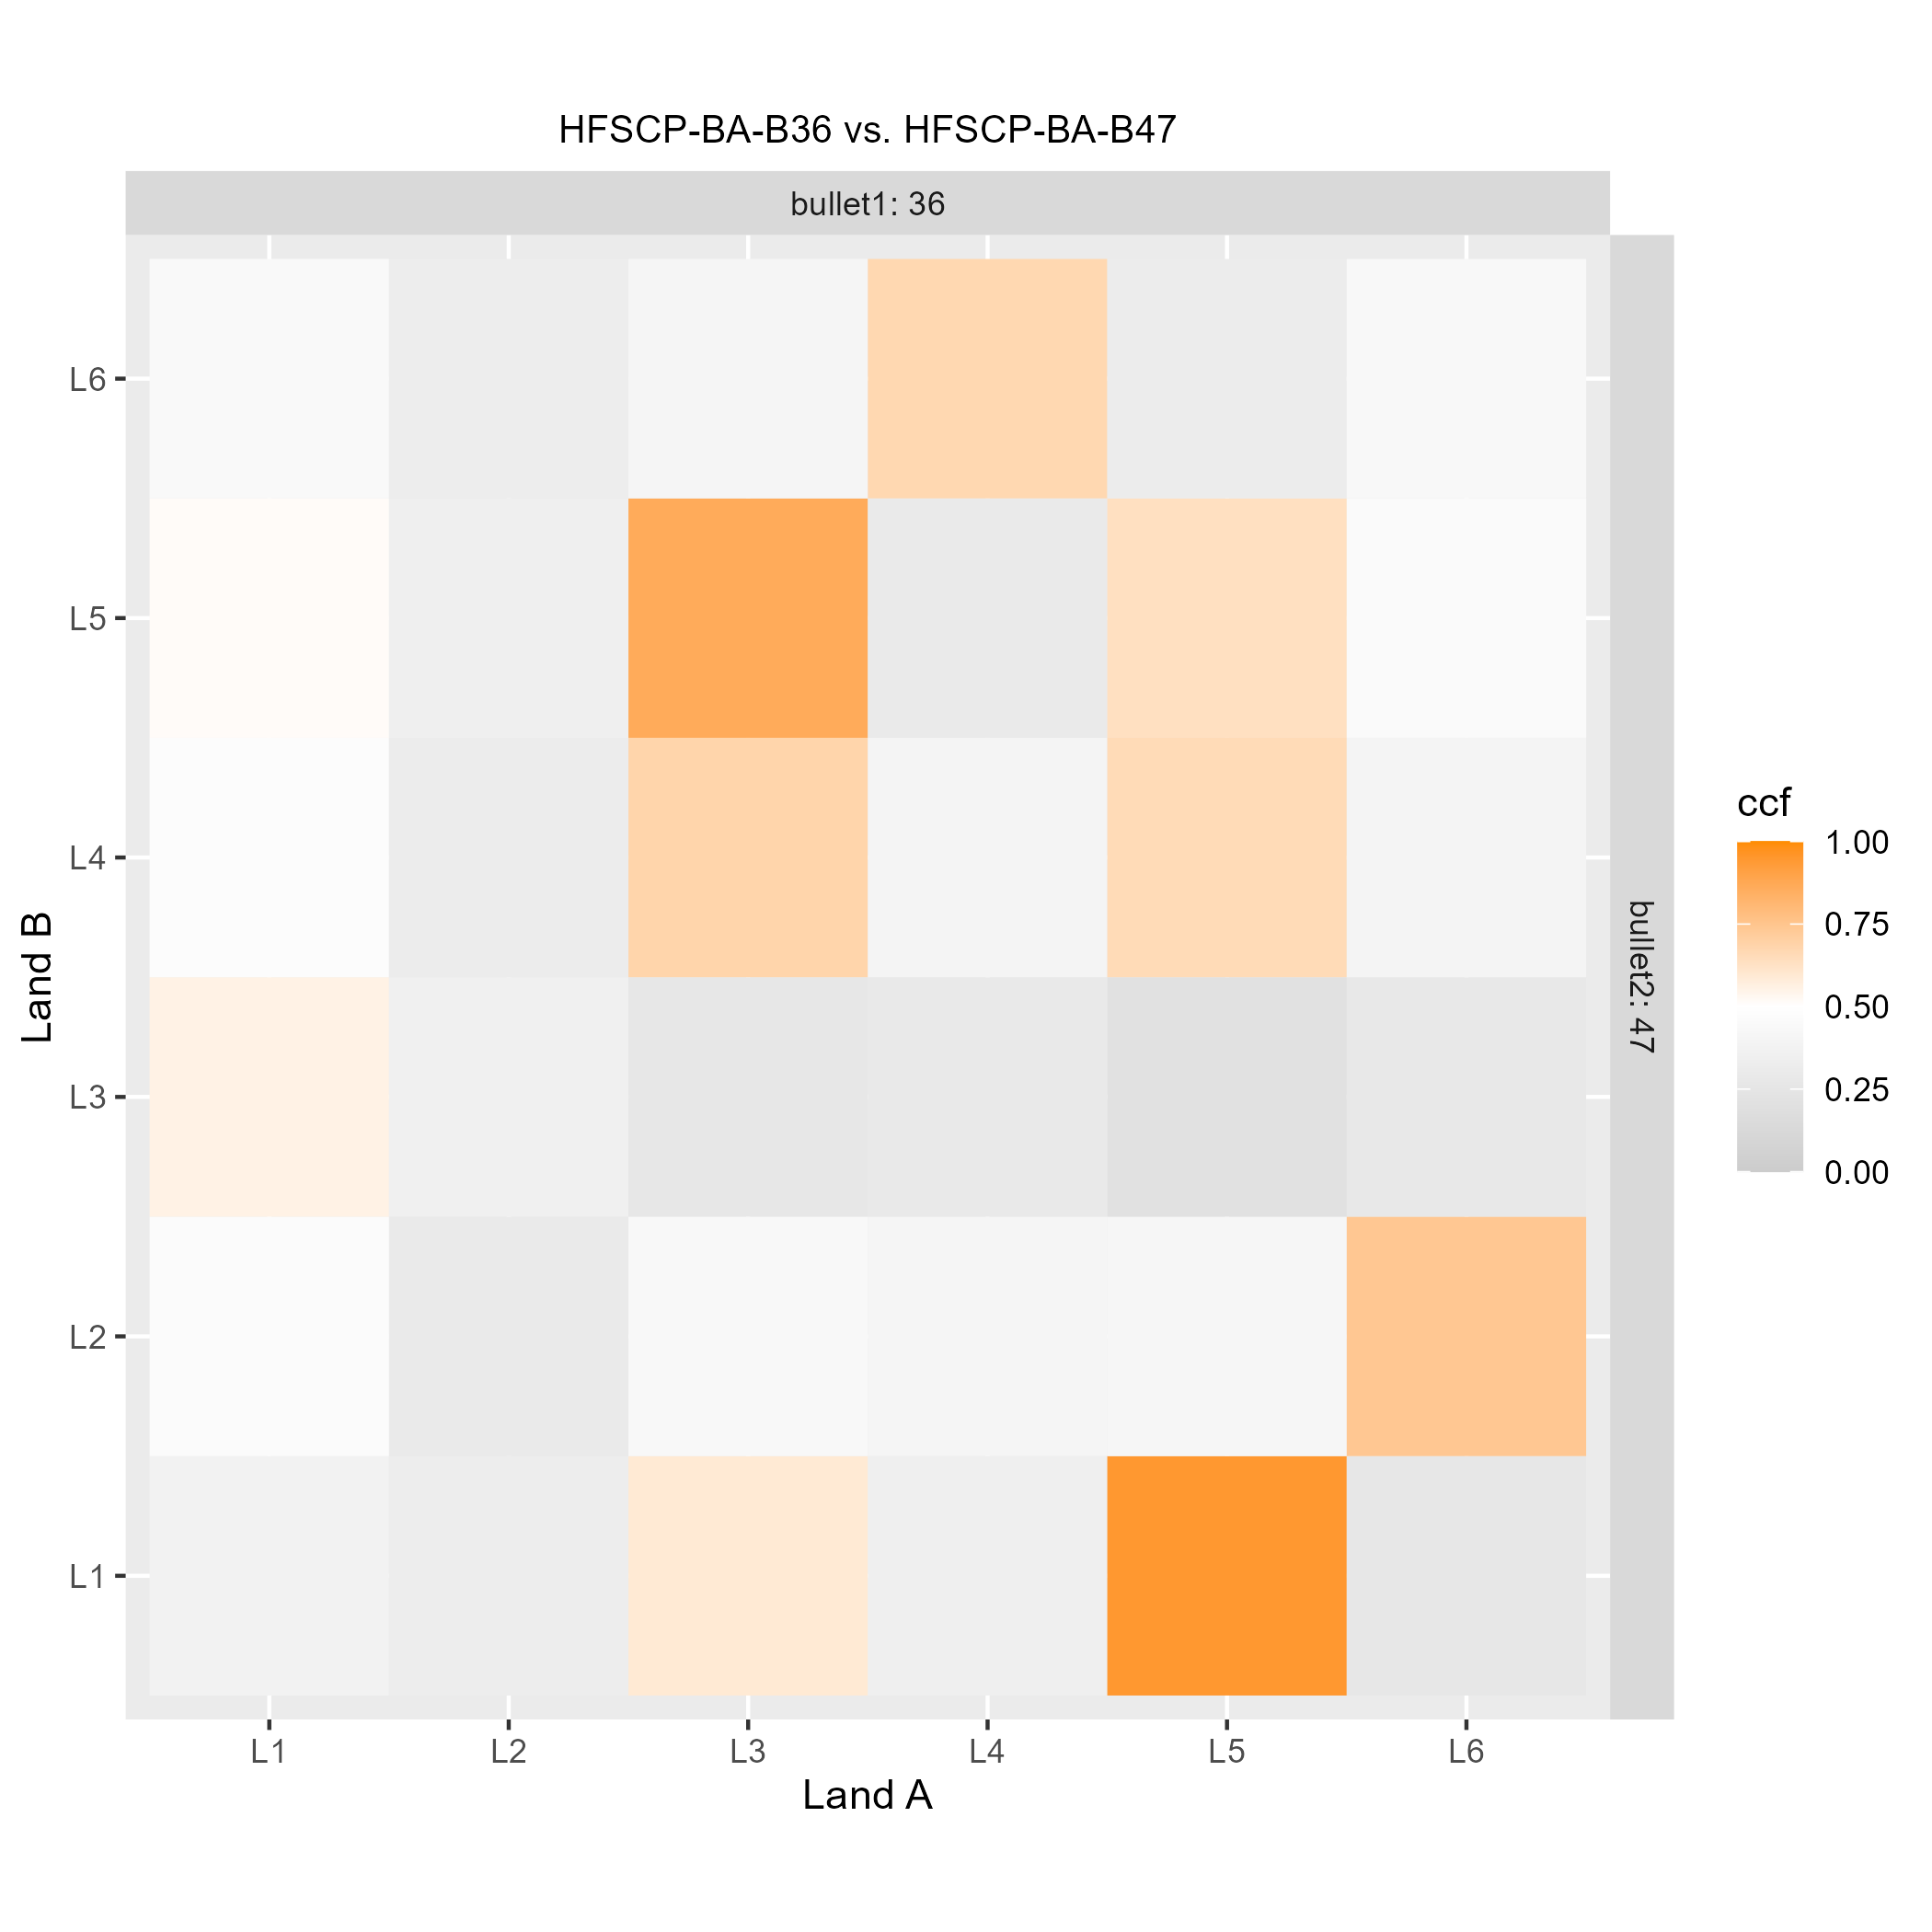 HFSCP-BA-B36 vs. HFSCP-BA-B47
bullet1: 36
L6
L5
L4
L3
L2
L1
Land B
bullet2: 47
ccf
1.00
0.75
0.50
0.25
0.00
L1
L2
L3
L4
L5
L6
Land A